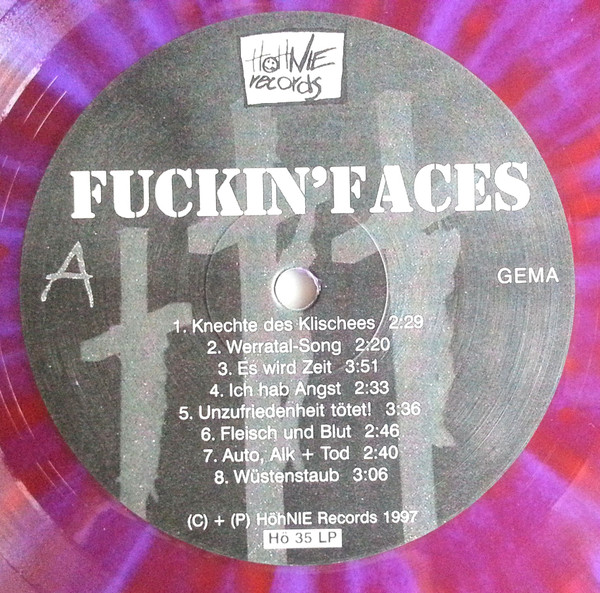 HöHNIE
records
FUCKIN'FACES
A
GEMA
1. Knechte des Klischees 2:29
2. Werratal-Song 2:20
3. Es wird Zeit 3:51
4. Ich hab Angst 2:33
5. Unzufriedenheit tötet! 3:36
6. Fleisch und Blut 2:46
7. Auto, Alk + Tod 2:40
8. Wüstenstaub 3:06
(C) + (P) HöhNIE Records 1997
Hö 35 LP